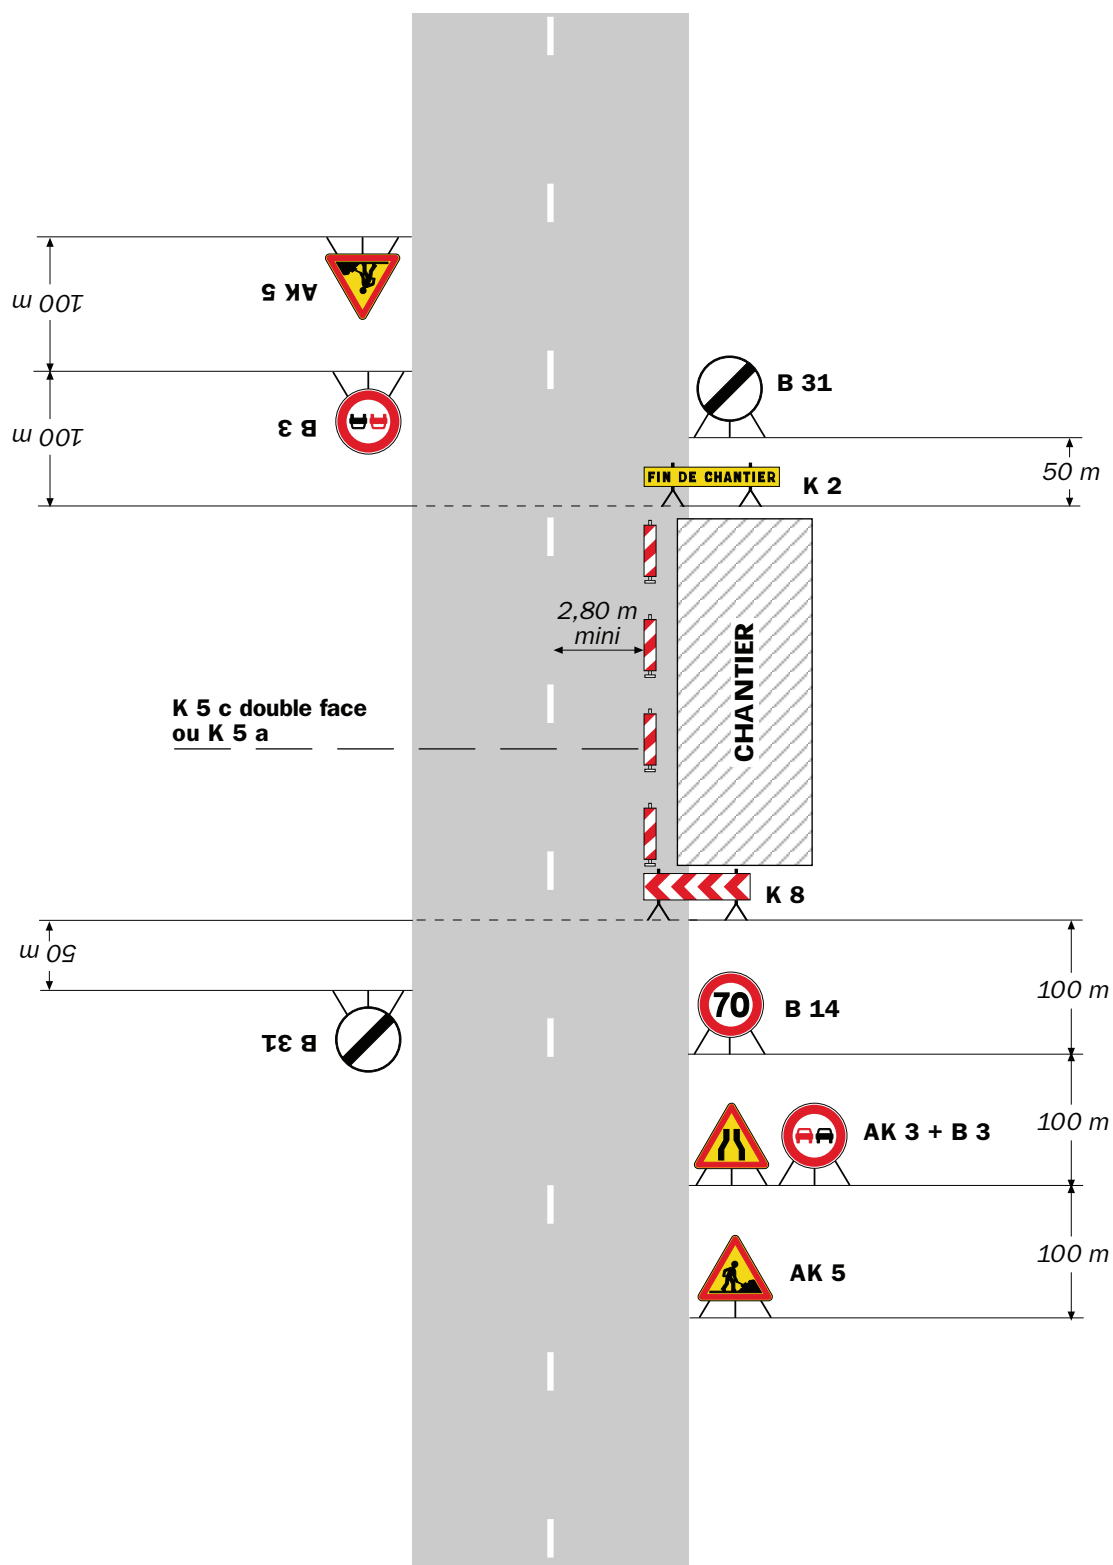 100 m
AK 5
100 m
B 3
B 31
50 m
FIN DE CHANTIER
K 2
2,80 m
mini
CHANTIER
K 5 c double face
ou K 5 a
K 8
50 m
B 31
70
B 14
100 m
AK 3 + B 3
100 m
AK 5
100 m